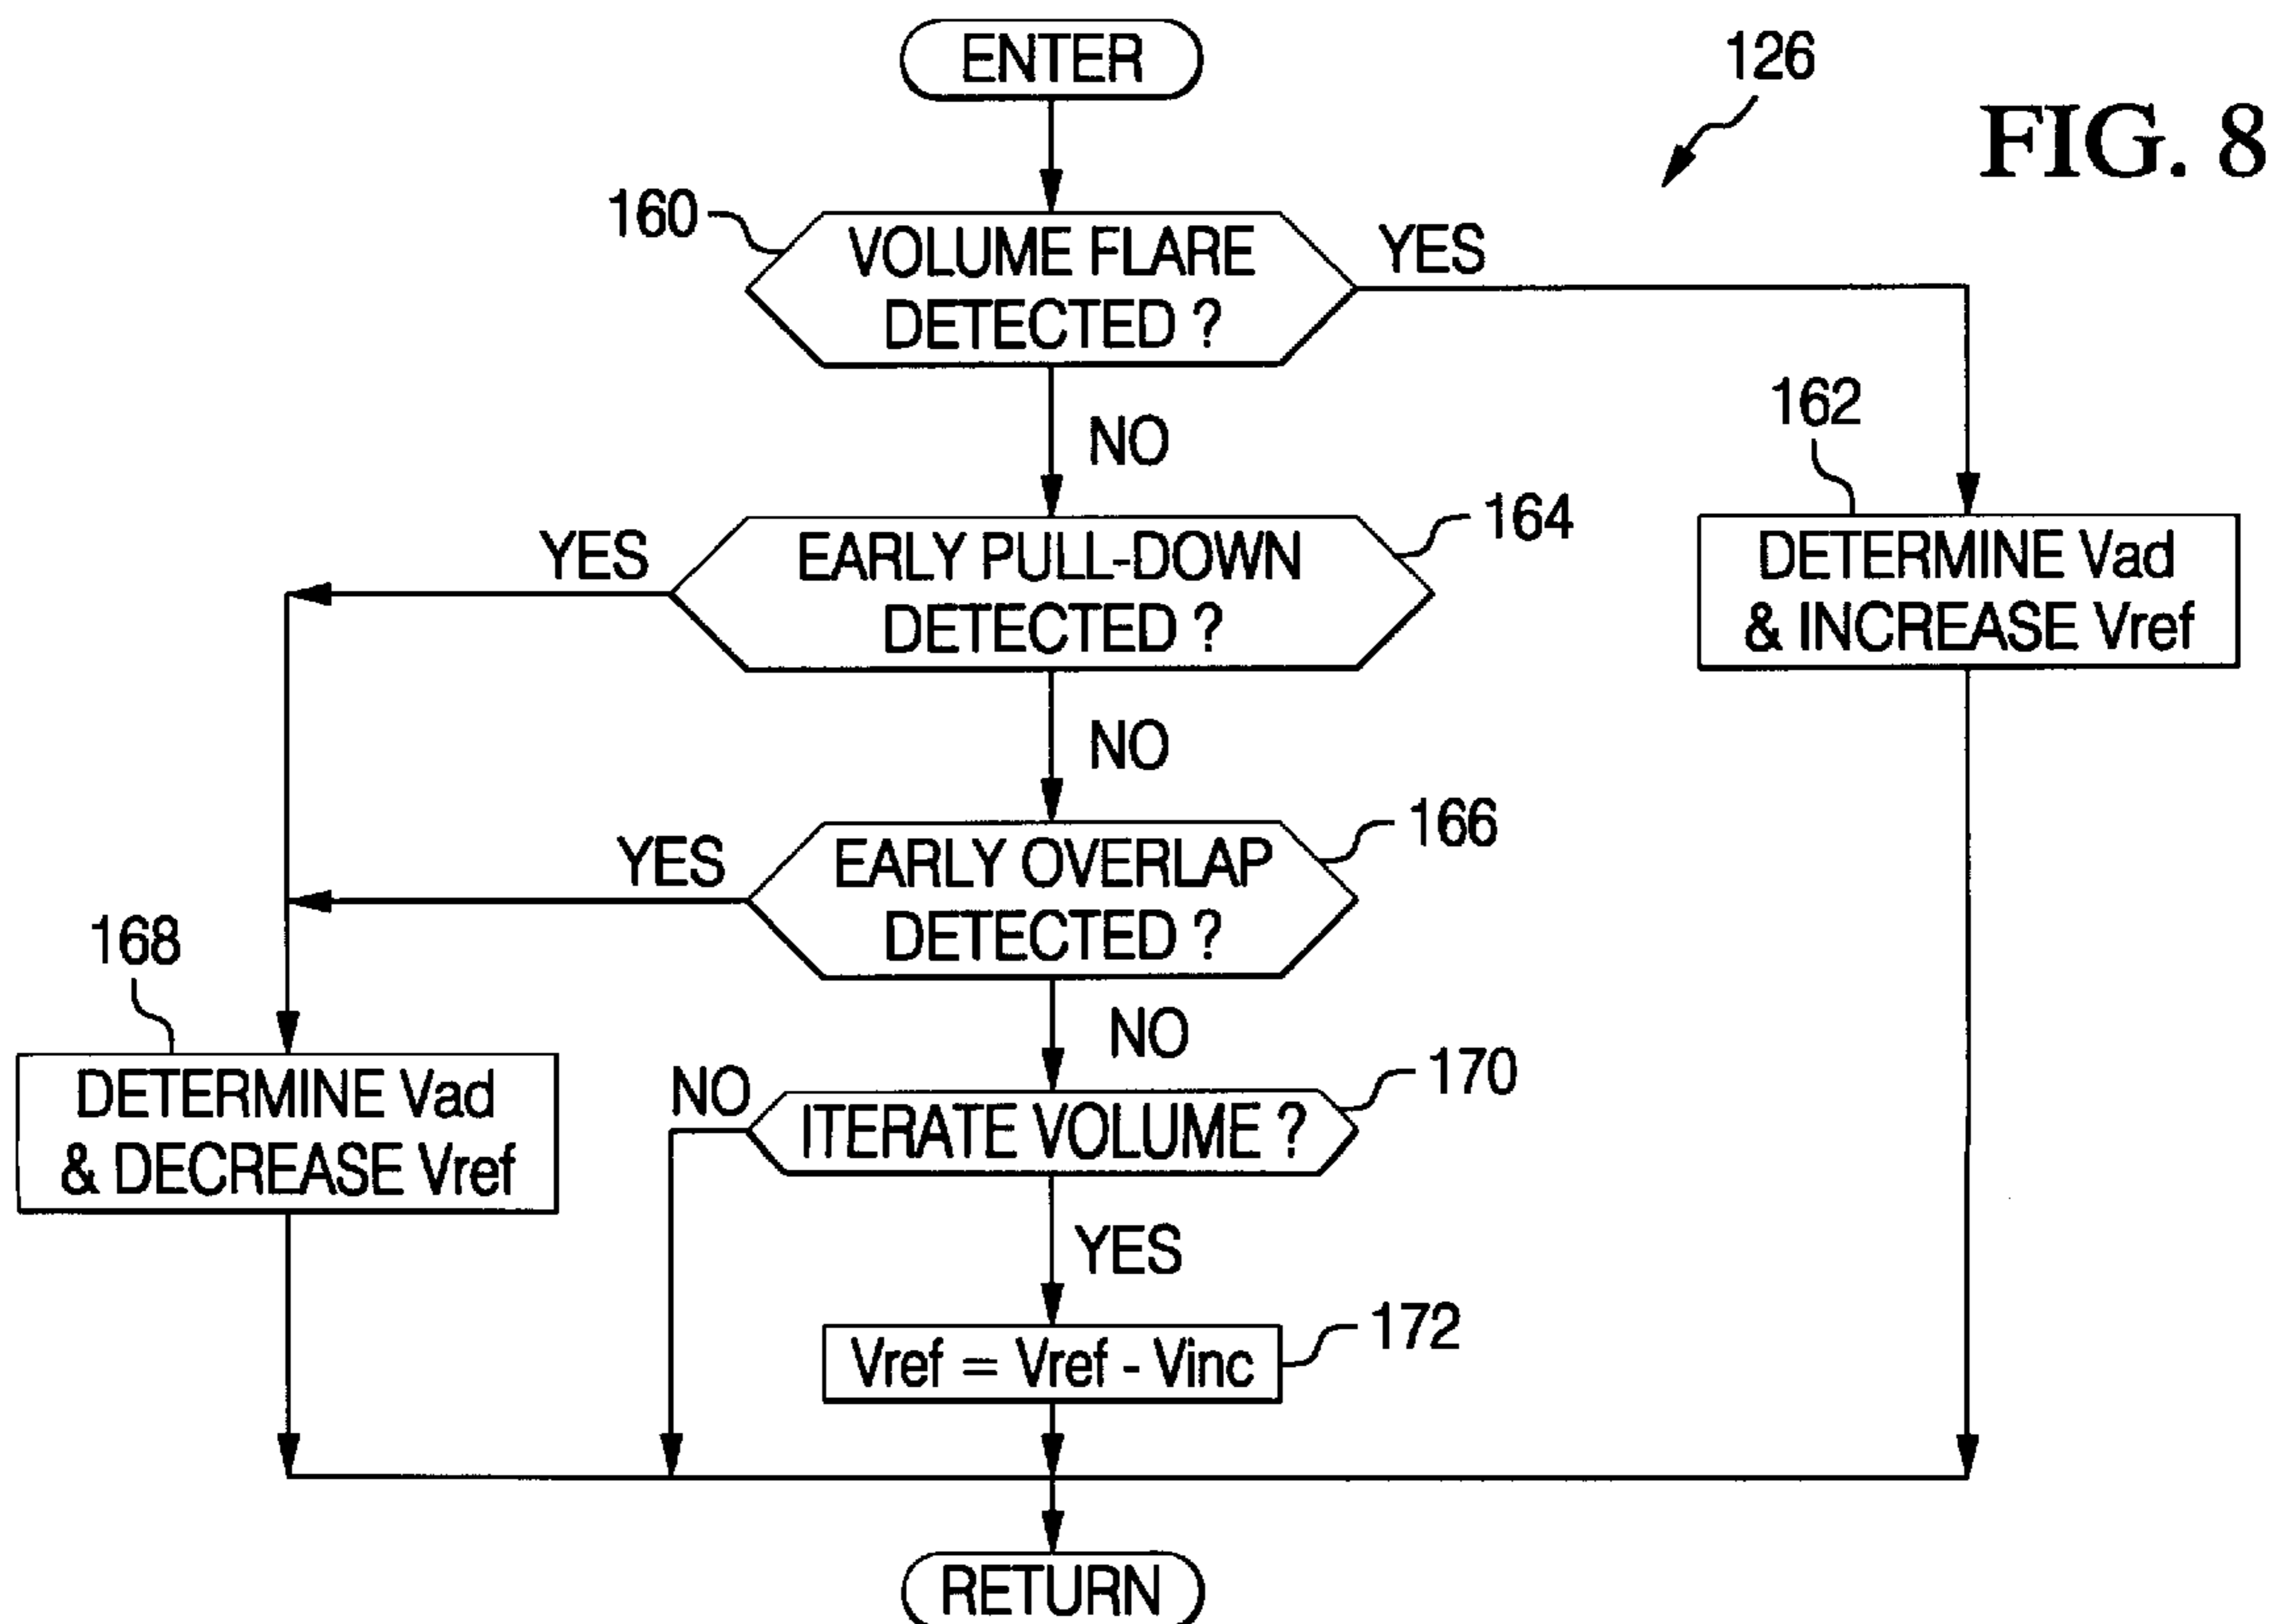 ENTER
126
FIG. 8
160
VOLUME FLARE
DETECTED ?
YES
NO
162
DETERMINE Vad
& INCREASE Vref
164
EARLY PULL-DOWN
DETECTED ?
YES
NO
166
EARLY OVERLAP
DETECTED ?
YES
NO
168
DETERMINE Vad
& DECREASE Vref
170
ITERATE VOLUME ?
NO
YES
172
Vref = Vref - Vinc
RETURN